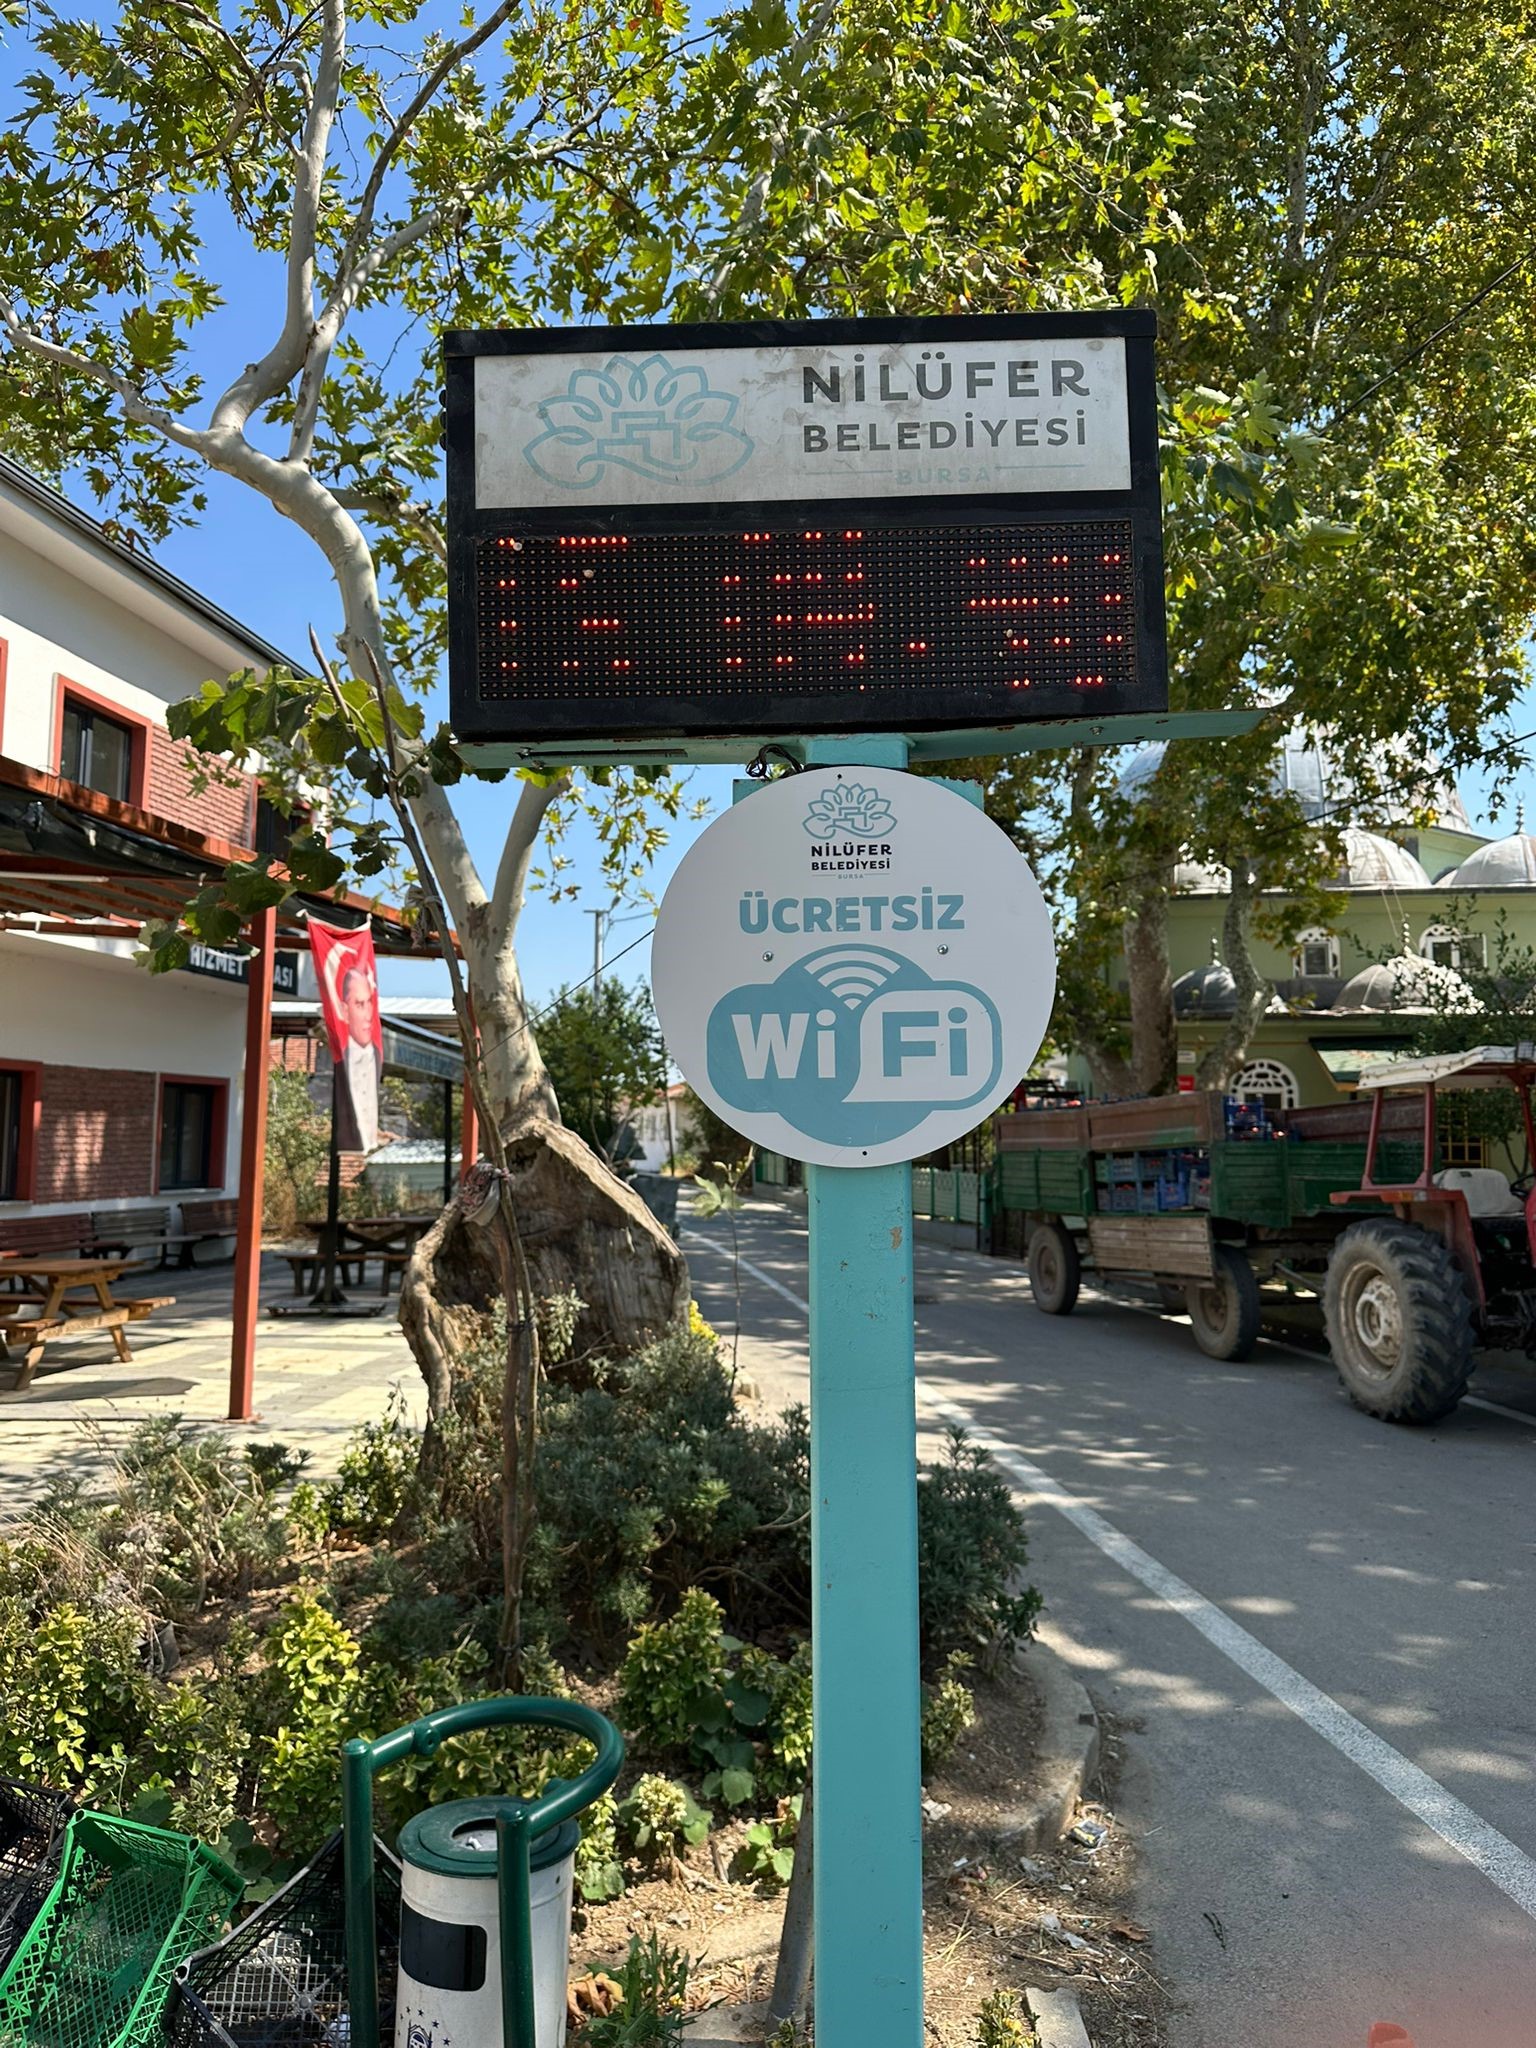 NİLÜFER
BELEDİYESİ
BURSA
NİLÜFER
BELEDİYESİ
BURSA
ÜCRETSİZ
WiFi
HİZMET